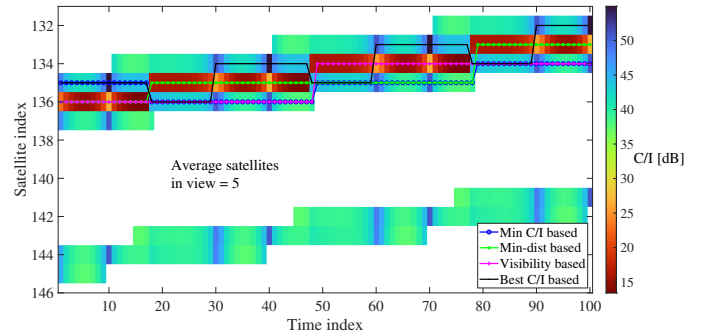 132
134
136
138
140
142
144
146
Satellite index
10
20
30
40
50
60
70
80
90
100
Time index
Average satellites
in view = 5
Min C/I based
Min-dist based
Visibility based
Best C/I based
50
45
40
35
30
25
20
15
C/I [dB]